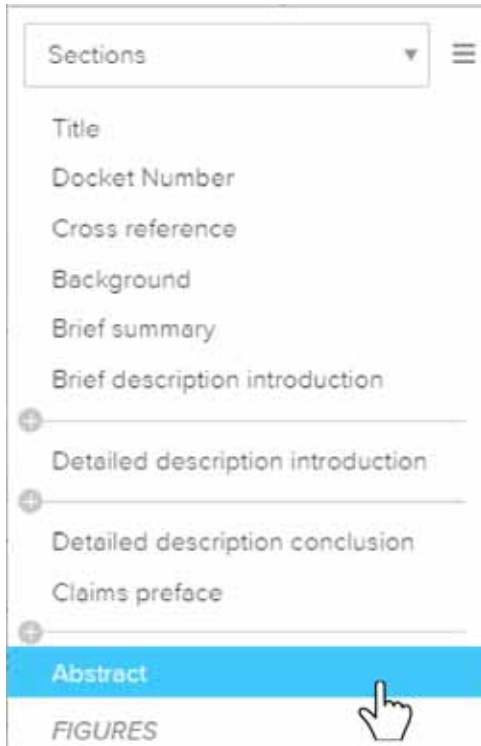 Sections
Title
Docket Number
Cross reference
Background
Brief summary
Brief description introduction
Detailed description introduction
Detailed description conclusion
Claims preface
Abstract
FIGURES